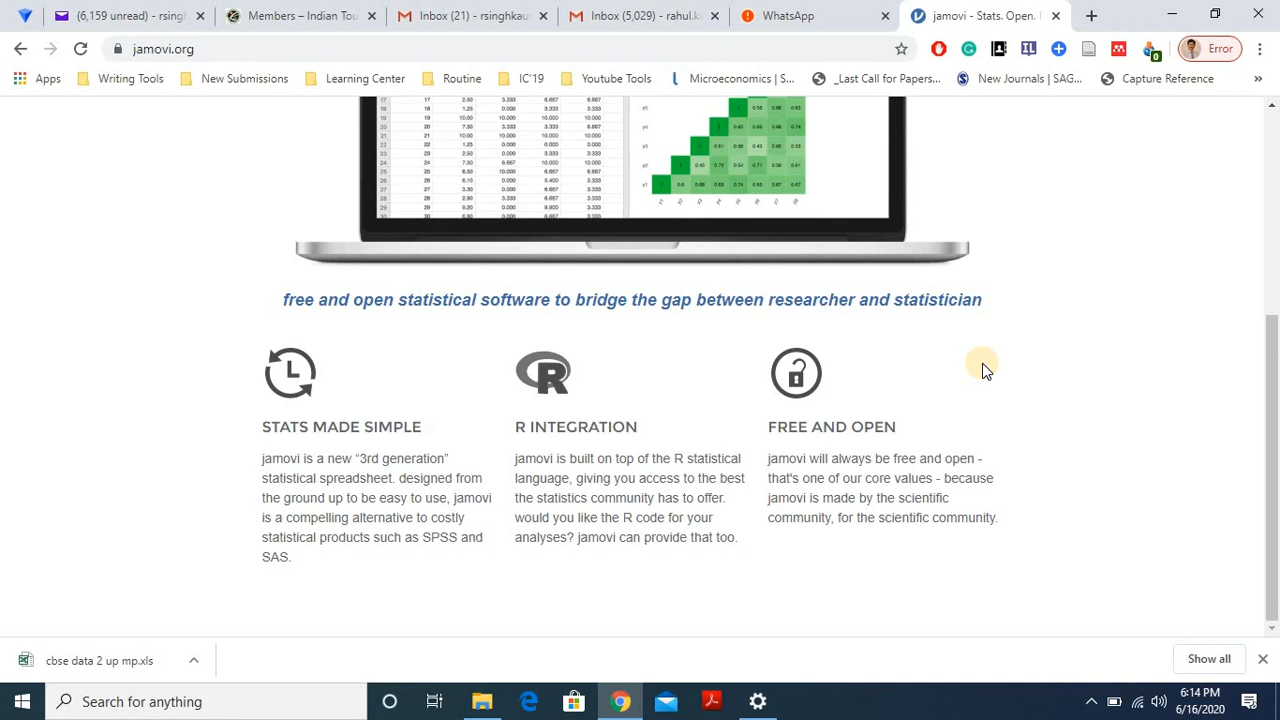 (6,159 unread) - rsingh
Members – Indian Tou
Inbox (21) - rsinghkau
Inbox (5,029) - rahul.ka
WhatsApp
jamovi - Stats. Open.
jamovi.org
Error
Apps
Writing Tools
New Submissions
Learning Center
Routine
IC'19
Youtube Tools
Microeconomics | S...
_Last Call for Papers...
New Journals | SAG...
Capture Reference
»
free and open statistical software to bridge the gap between researcher and statistician
STATS MADE SIMPLE
jamovi is a new “3rd generation”
statistical spreadsheet. designed from
the ground up to be easy to use, jamovi
is a compelling alternative to costly
statistical products such as SPSS and
SAS.
R INTEGRATION
jamovi is built on top of the R statistical
language, giving you access to the best
the statistics community has to offer.
would you like the R code for your
analyses? jamovi can provide that too.
FREE AND OPEN
jamovi will always be free and open -
that's one of our core values - because
jamovi is made by the scientific
community, for the scientific community.
cbse data 2 up mp.xls
Show all
Search for anything
6:14 PM
6/16/2020